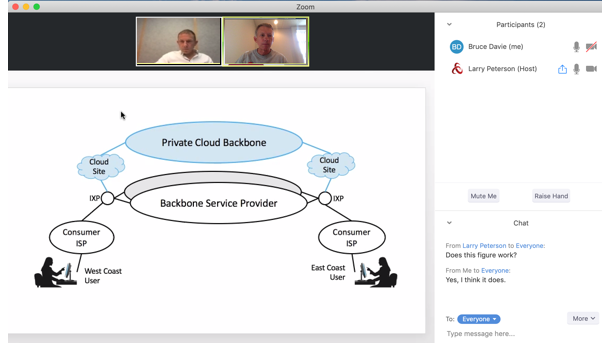 Zoom
Participants (2)
BD Bruce Davie (me)
Larry Peterson (Host)
Private Cloud Backbone
Cloud
Site
Cloud
Site
IXP
IXP
Backbone Service Provider
Consumer
ISP
Consumer
ISP
West Coast
User
East Coast
User
Mute Me
Raise Hand
Chat
From Larry Peterson to Everyone:
Does this figure work?
From Me to Everyone:
Yes, I think it does.
To: Everyone
More
Type message here...